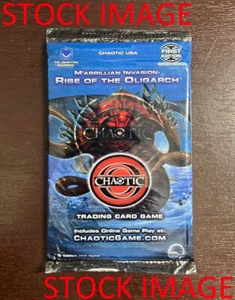 STOCK IMAGE
CHAOTIC USA
M'ARRILLIAN INVASION:
RISE OF THE OLIGARCH
FIRST
CHAOTIC
CHAOTIC
TRADING CARD GAME
Includes Online Game Play at:
CHAOTICGAME.COM
STOCK IMAGE